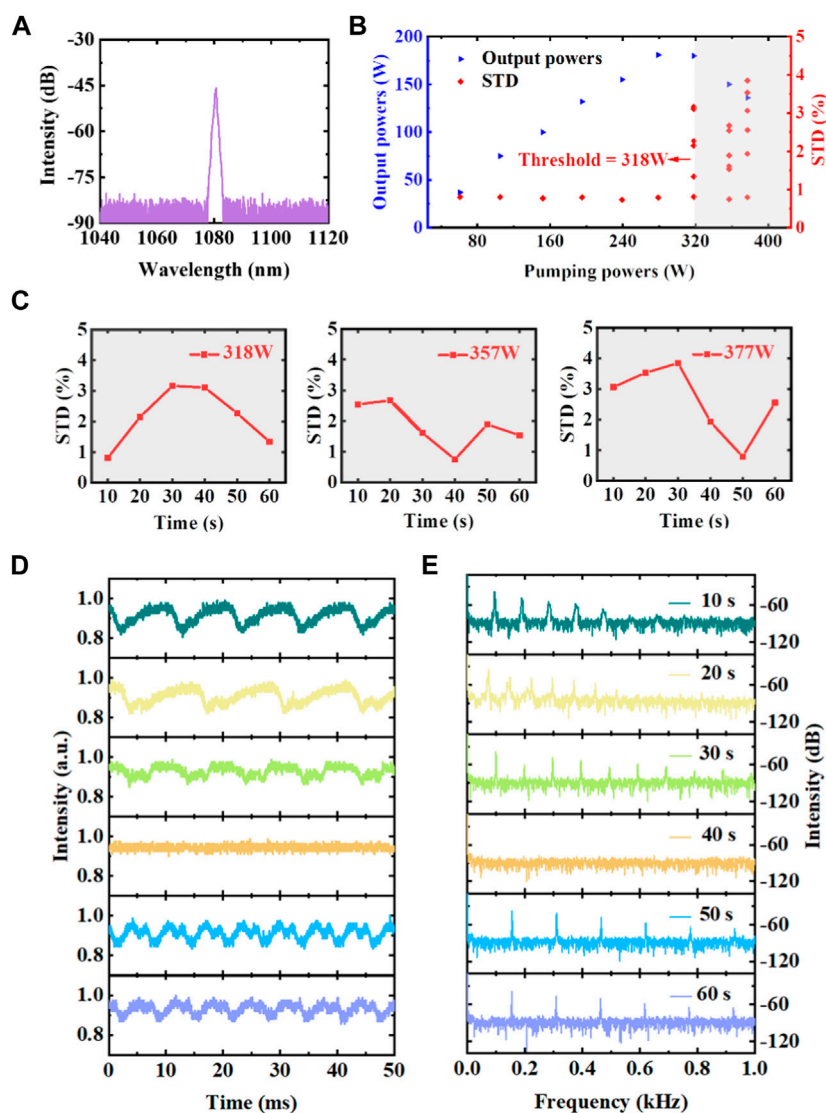 A
-30
-45
-60
-75
-90
Intensity (dB)
1040 1060 1080 1100 1120
Wavelength (nm)
B
200
150
100
50
0
Output powers (W)
Output powers
STD
Threshold = 318W
5
4
3
2
1
0
STD (%)
80 160 240 320 400
Pumping powers (W)
C
5
4
3
2
1
0
STD (%)
318W
10 20 30 40 50 60
Time (s)
5
4
3
2
1
0
STD (%)
357W
10 20 30 40 50 60
Time (s)
5
4
3
2
1
0
STD (%)
377W
10 20 30 40 50 60
Time (s)
D
1.0
0.8
1.0
0.8
1.0
0.8
1.0
0.8
1.0
0.8
1.0
0.8
Intensity (a.u.)
0 10 20 30 40 50
Time (ms)
E
10 s
-60
-120
20 s
-60
-120
30 s
-60
-120
40 s
-60
-120
50 s
-60
-120
60 s
-60
-120
Intensity (dB)
0.0 0.2 0.4 0.6 0.8 1.0
Frequency (kHz)